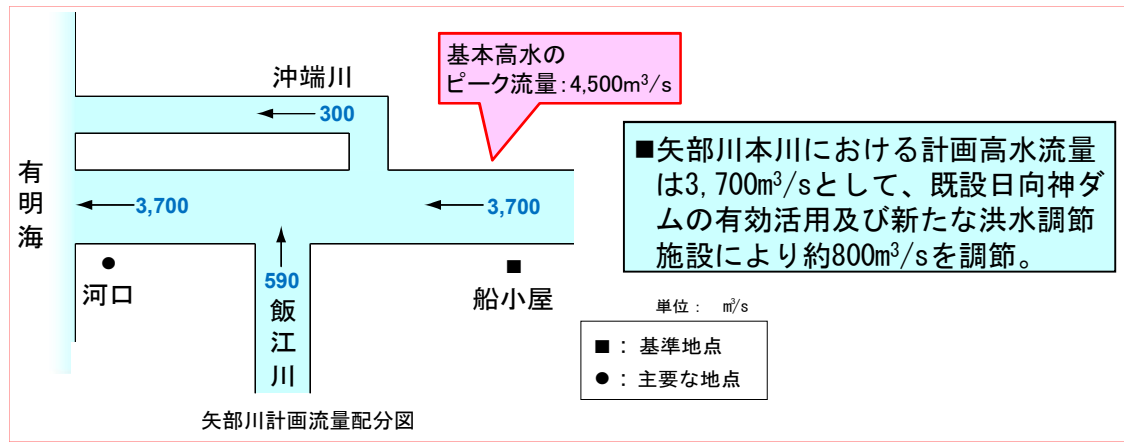 基本高水の
ピーク流量:4,500m³/s
沖端川
300
有明海
3,700
3,700
590
飯江川
河口
船小屋
■矢部川本川における計画高水流量
は3,700m³/sとして、既設日向神ダ
ムの有効活用及び新たな洪水調節
施設により約800m³/sを調節。
単位： ㎥/s
■：基準地点
●：主要な地点
矢部川計画流量配分図